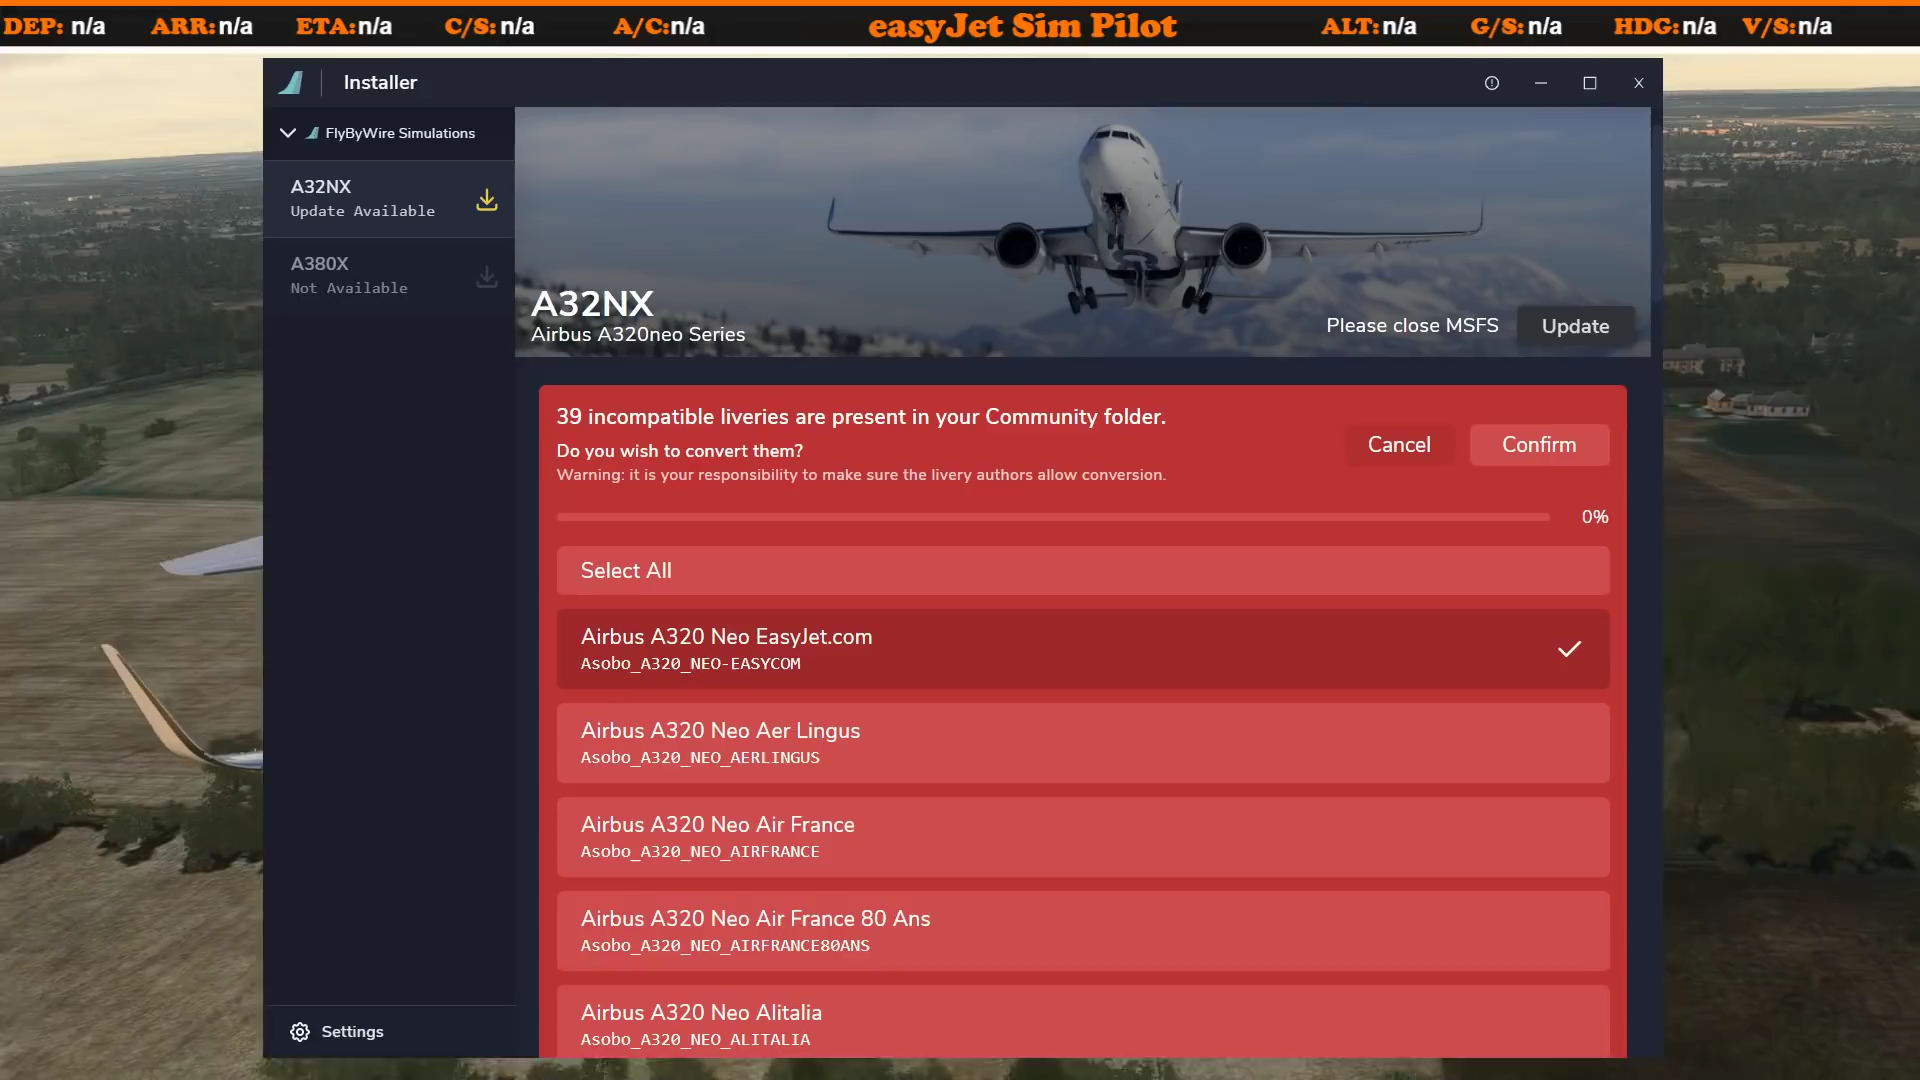 DEP: n/a ARR: n/a ETA: n/a C/S: n/a A/C: n/a easyJet Sim Pilot ALT: n/a G/S: n/a HDG: n/a V/S: n/a
Installer
FlyByWire Simulations
A32NX
Update Available
A380X
Not Available
A32NX
Airbus A320neo Series
Please close MSFS Update
39 incompatible liveries are present in your Community folder.
Do you wish to convert them?
Warning: it is your responsibility to make sure the livery authors allow conversion.
Cancel Confirm
0%
Select All
Airbus A320 Neo EasyJet.com
Asobo_A320_NEO-EASYCOM
Airbus A320 Neo Aer Lingus
Asobo_A320_NEO_AERLINGUS
Airbus A320 Neo Air France
Asobo_A320_NEO_AIRFRANCE
Airbus A320 Neo Air France 80 Ans
Asobo_A320_NEO_AIRFRANCE80ANS
Airbus A320 Neo Alitalia
Asobo_A320_NEO_ALITALIA
Settings